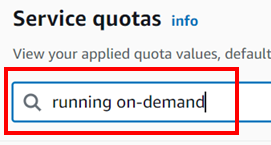 Service quotas info
View your applied quota values, default
running on-demand